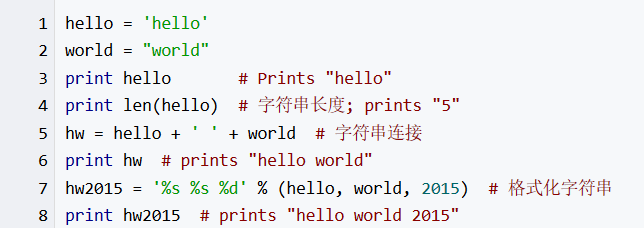 1 hello = 'hello'
2 world = "world"
3 print hello       # Prints "hello"
4 print len(hello)  # 字符串长度; prints "5"
5 hw = hello + ' ' + world  # 字符串连接
6 print hw  # prints "hello world"
7 hw2015 = '%s %s %d' % (hello, world, 2015)  # 格式化字符串
8 print hw2015  # prints "hello world 2015"